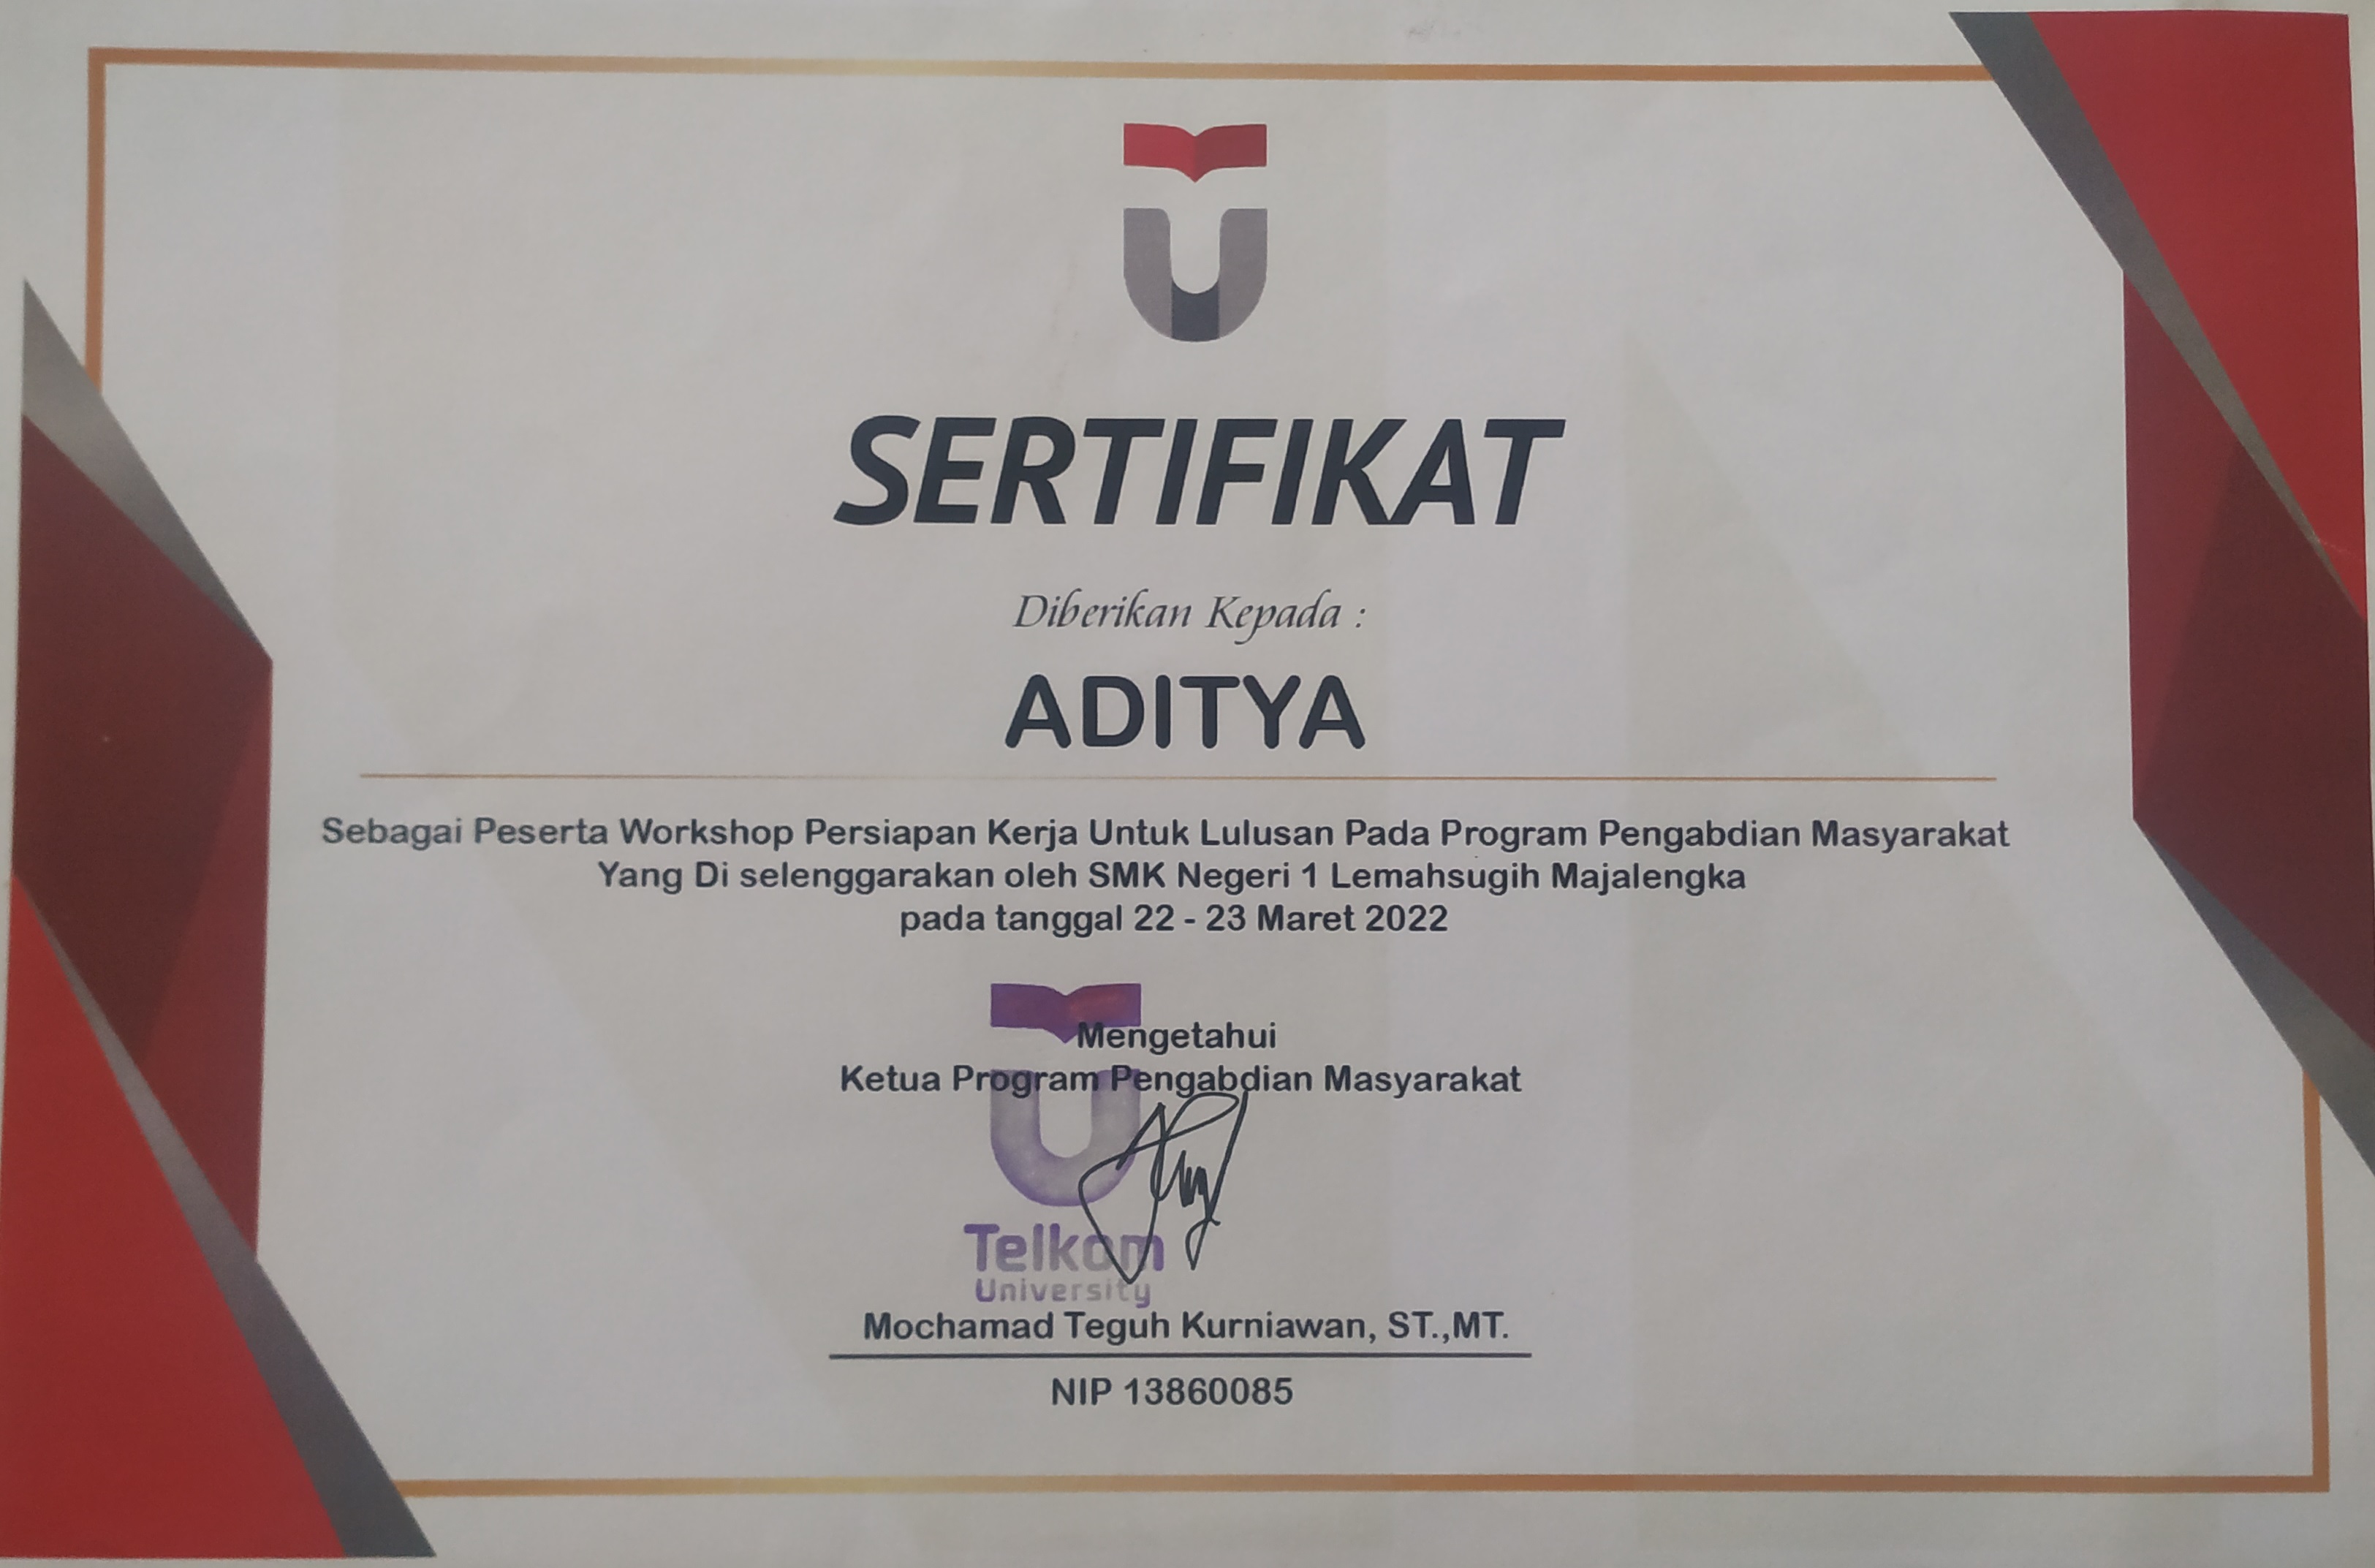 SERTIFIKAT
Diberikan Kepada :
ADITYA
Sebagai Peserta Workshop Persiapan Kerja Untuk Lulusan Pada Program Pengabdian Masyarakat
Yang Di selenggarakan oleh SMK Negeri 1 Lemahsugih Majalengka
pada tanggal 22 - 23 Maret 2022
Mengetahui
Ketua Program Pengabdian Masyarakat
Telkom
University
Mochamad Teguh Kurniawan, ST.,MT.
NIP 13860085